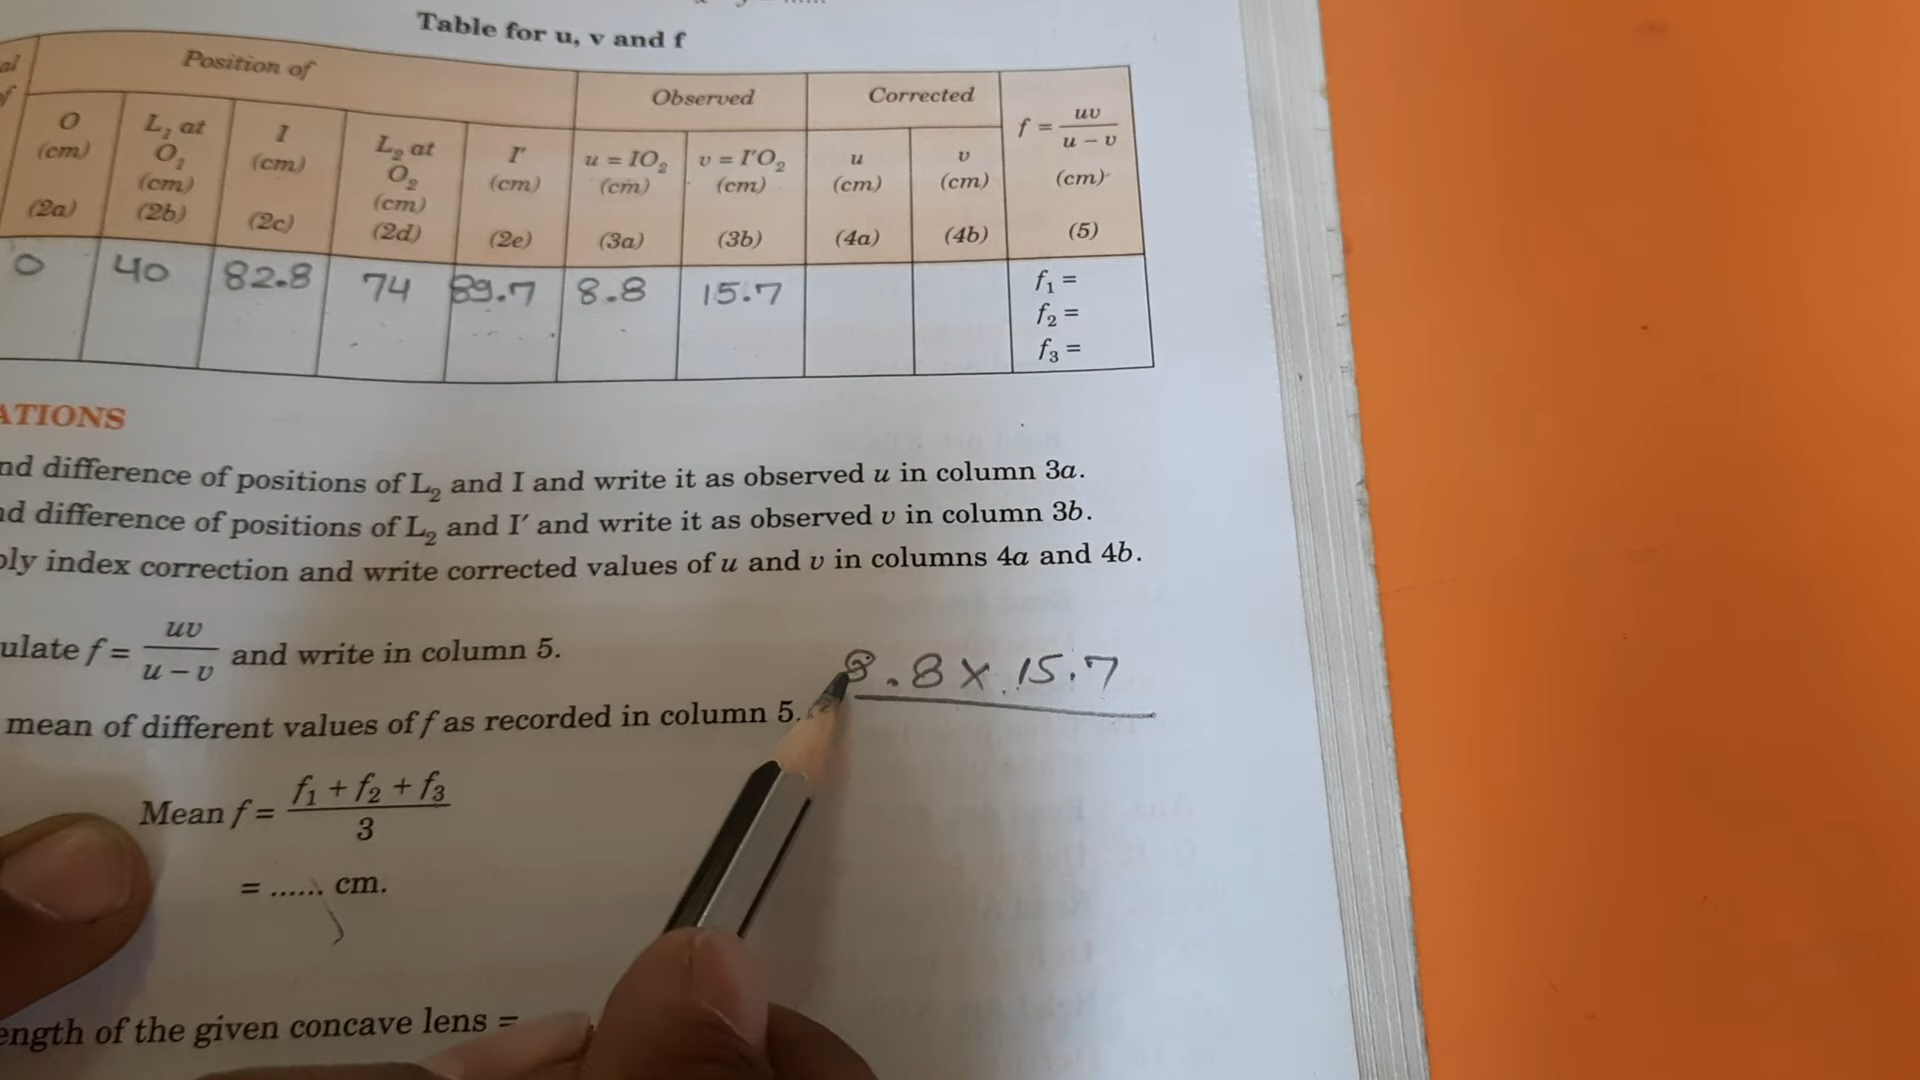 Table for u, v and f
al Position of Observed Corrected f = uv / u – v
of
O L₁ at I L₂ at I′ u = IO₂ v = I′O₂ u v
(cm) O₁ (cm) O₂ (cm) (cm) (cm) (cm) (cm) (cm)
(cm) (cm)
(2a) (2b) (2c) (2d) (2e) (3a) (3b) (4a) (4b) (5)
0 40 82.8 74 89.7 8.8 15.7 f₁ =
f₂ =
f₃ =
ATIONS
nd difference of positions of L₂ and I and write it as observed u in column 3a.
nd difference of positions of L₂ and I′ and write it as observed v in column 3b.
ply index correction and write corrected values of u and v in columns 4a and 4b.
ulate f = uv / u – v and write in column 5.
8.8 × 15.7
mean of different values of f as recorded in column 5.
Mean f = f₁ + f₂ + f₃ / 3
= ...... cm.
ength of the given concave lens =